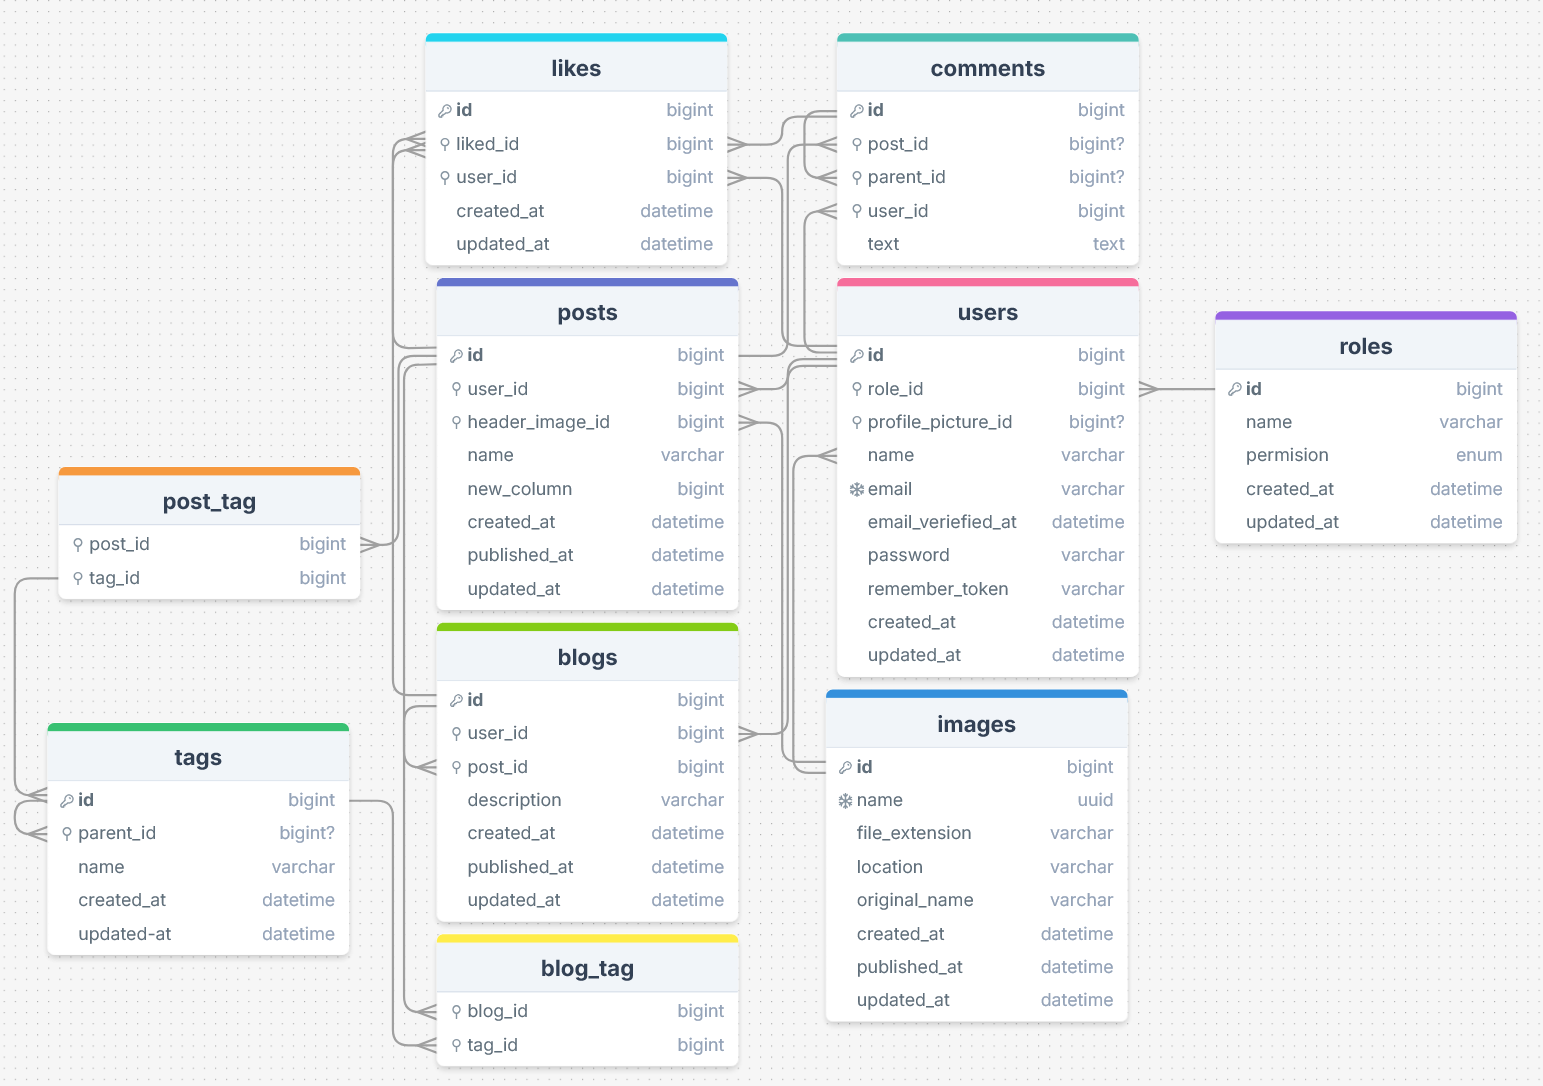 likes
id bigint
liked_id bigint
user_id bigint
created_at datetime
updated_at datetime
comments
id bigint
post_id bigint?
parent_id bigint?
user_id bigint
text text
posts
id bigint
user_id bigint
header_image_id bigint
name varchar
new_column bigint
created_at datetime
published_at datetime
updated_at datetime
users
id bigint
role_id bigint
profile_picture_id bigint?
name varchar
email varchar
email_veriefied_at datetime
password varchar
remember_token varchar
created_at datetime
updated_at datetime
roles
id bigint
name varchar
permision enum
created_at datetime
updated_at datetime
post_tag
post_id bigint
tag_id bigint
blogs
id bigint
user_id bigint
post_id bigint
description varchar
created_at datetime
published_at datetime
updated_at datetime
images
id bigint
name uuid
file_extension varchar
location varchar
original_name varchar
created_at datetime
published_at datetime
updated_at datetime
tags
id bigint
parent_id bigint?
name varchar
created_at datetime
updated-at datetime
blog_tag
blog_id bigint
tag_id bigint